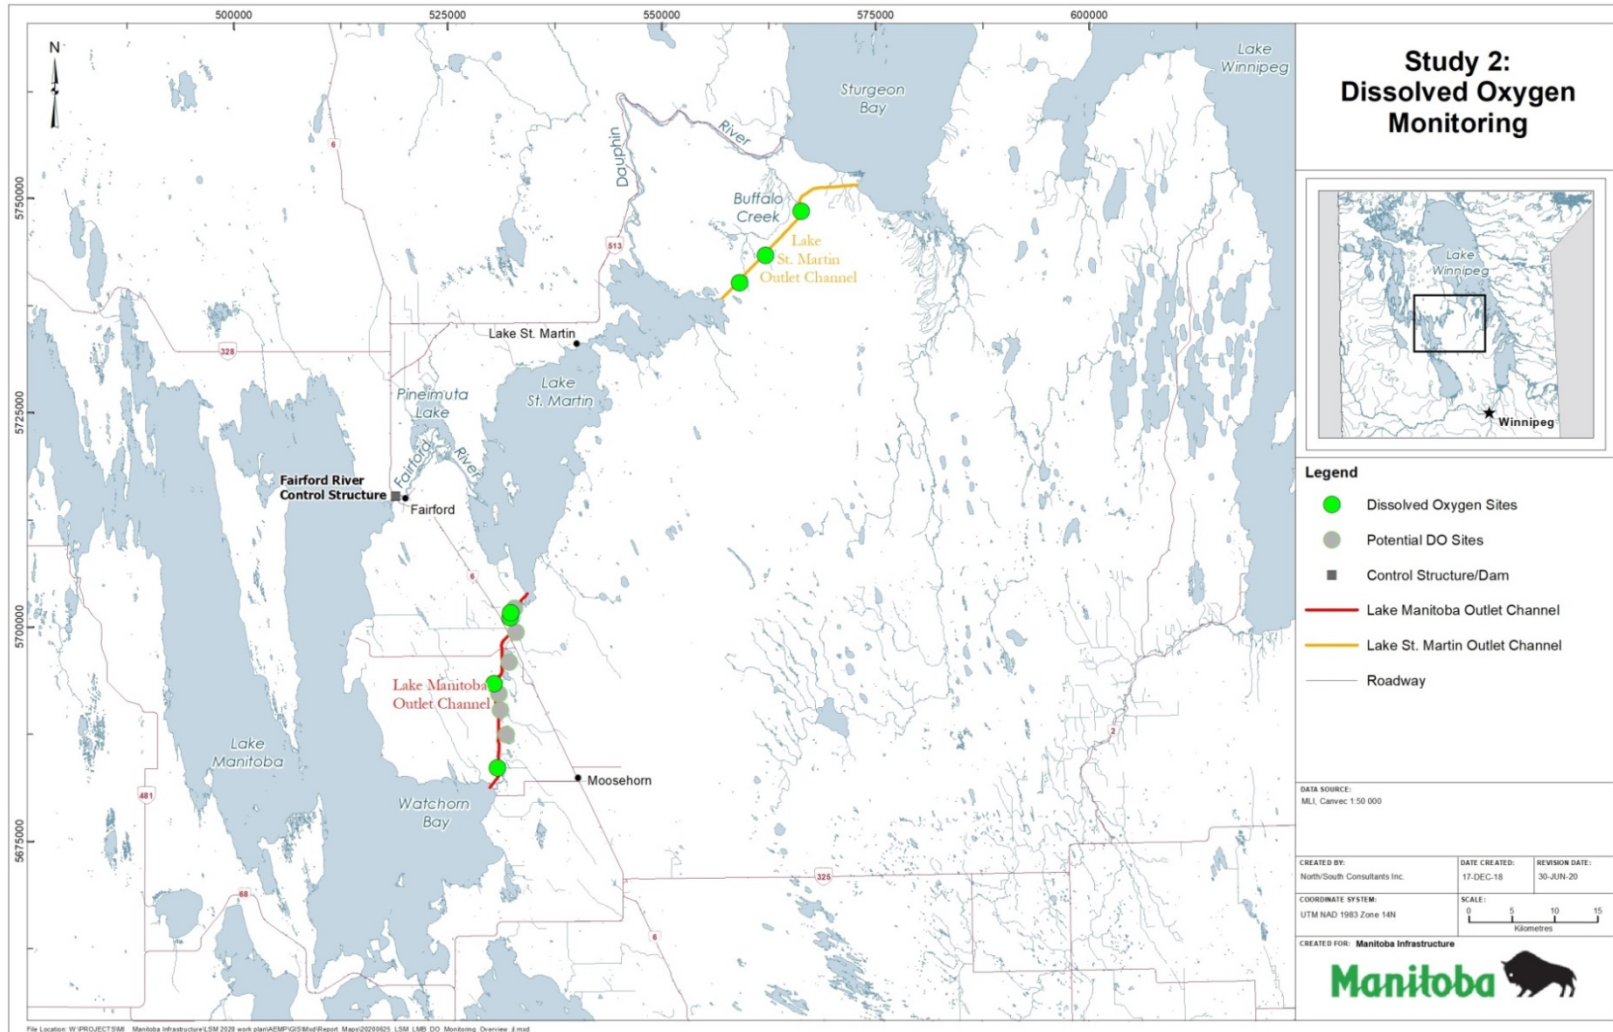 500000
525000
550000
575000
600000
N
5750000
5725000
5700000
5675000
Lake
Winnipeg
Sturgeon
Bay
Dauphin
River
6
Buffalo
Creek
513
Lake
St. Martin
Outlet Channel
Lake St. Martin
328
Pineimuta
Lake
Lake
St. Martin
Fairford
River
Fairford River
Control Structure
Fairford
6
Lake Manitoba
Outlet Channel
Lake
Manitoba
2
Moosehorn
481
Watchorn
Bay
325
68
6
Study 2:
Dissolved Oxygen
Monitoring
Lake
Winnipeg
Winnipeg
Legend
Dissolved Oxygen Sites
Potential DO Sites
Control Structure/Dam
Lake Manitoba Outlet Channel
Lake St. Martin Outlet Channel
Roadway
DATA SOURCE:
MLI, Canvec 1:50 000
CREATED BY:
North/South Consultants Inc.
DATE CREATED:
17-DEC-18
REVISION DATE:
30-JUN-20
COORDINATE SYSTEM:
UTM NAD 1983 Zone 14N
SCALE:
0 5 10 15
Kilometres
CREATED FOR: Manitoba Infrastructure
Manitoba